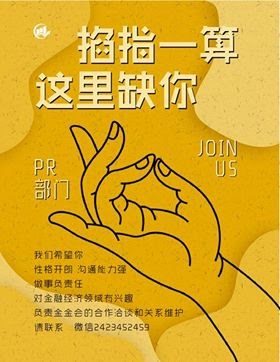 掐指一算
这里缺你
JOIN
US
PR
部门
我们希望你
性格开朗 沟通能力强
做事负责任
对金融经济领域有兴趣
负责金金会的合作洽谈和关系维护
请联系 微信2423452459